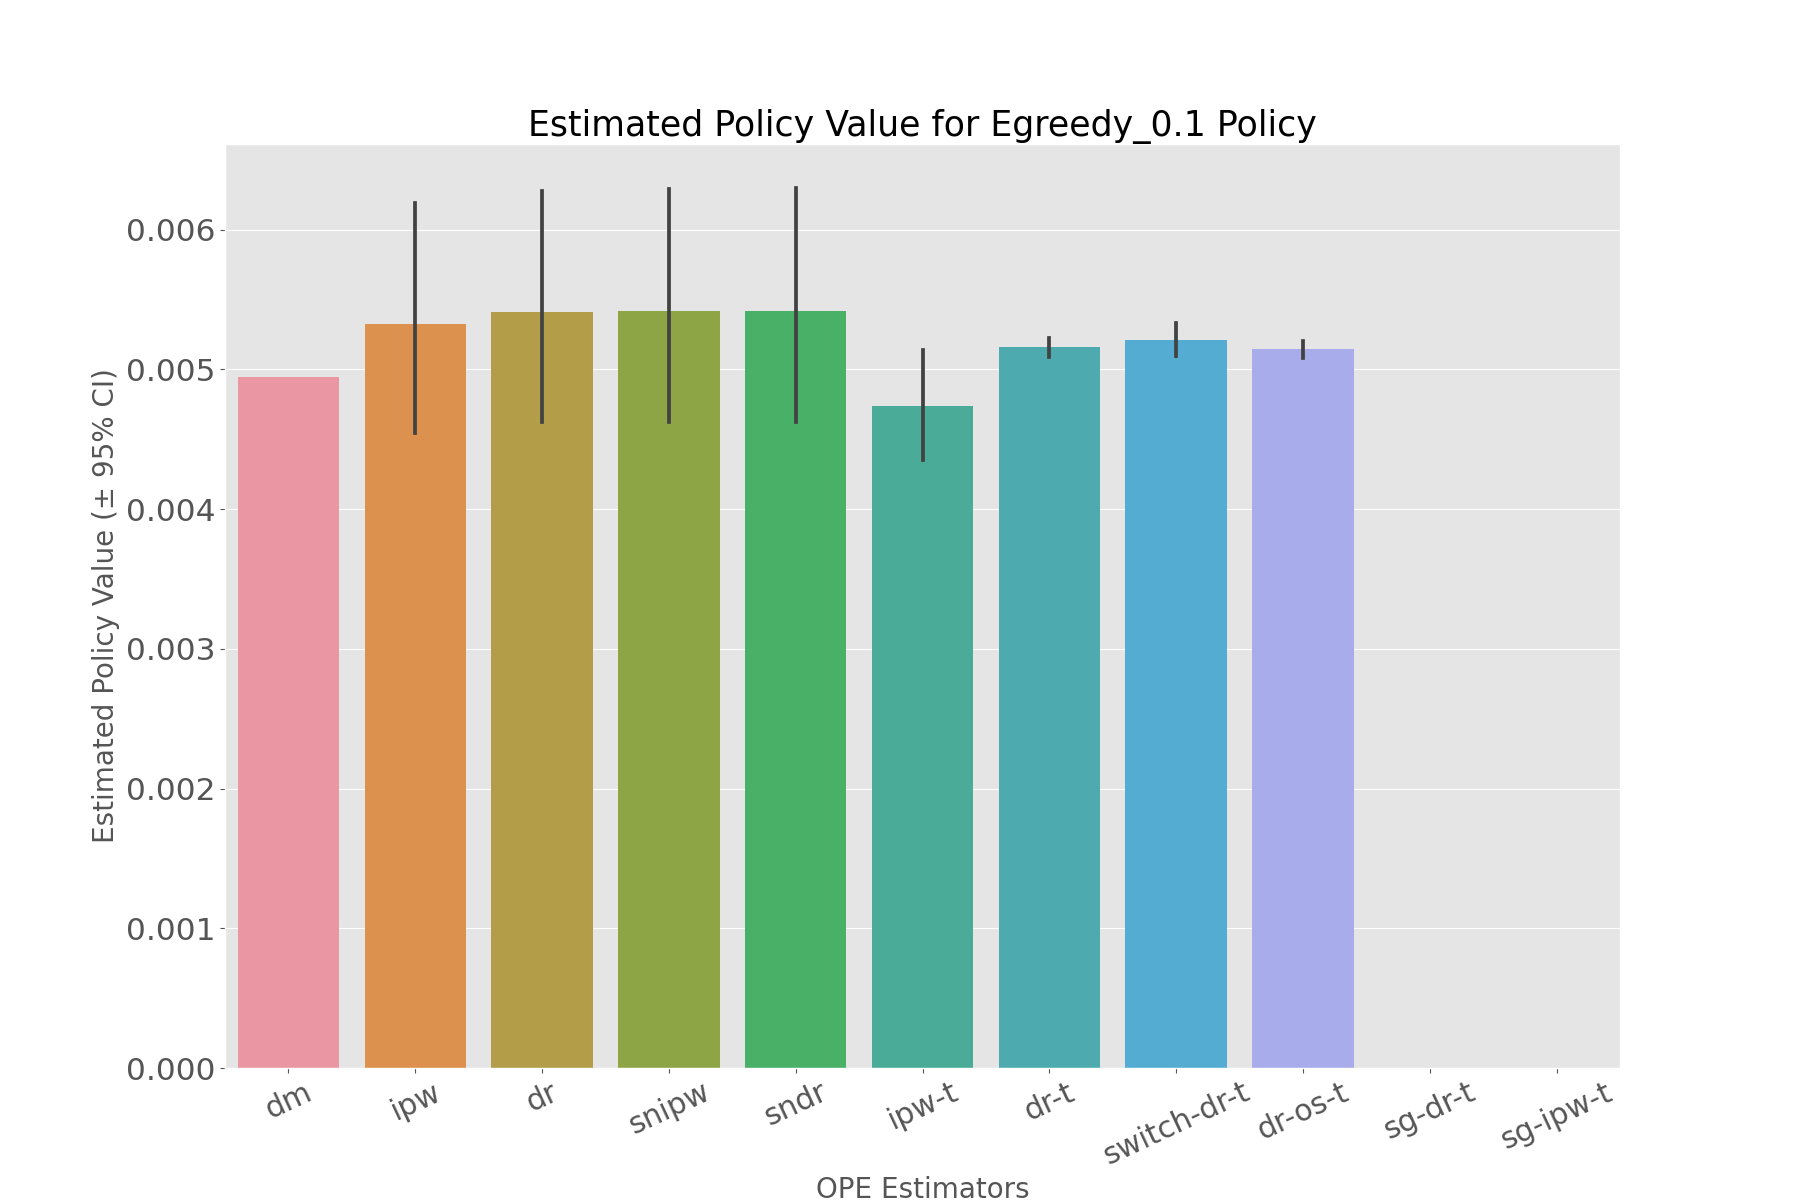 Estimated Policy Value for Egreedy_0.1 Policy
Estimated Policy Value (± 95% CI)
0.006
0.005
0.004
0.003
0.002
0.001
0.000
dm
ipw
dr
snipw
sndr
ipw-t
dr-t
switch-dr-t
dr-os-t
sg-dr-t
sg-ipw-t
OPE Estimators